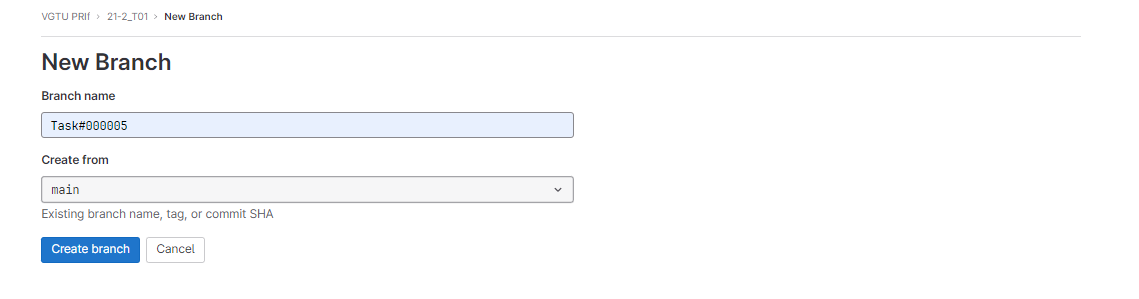 VGTU PRIf › 21-2_T01 › New Branch
New Branch
Branch name
Task#000005
Create from
main
Existing branch name, tag, or commit SHA
Create branch Cancel